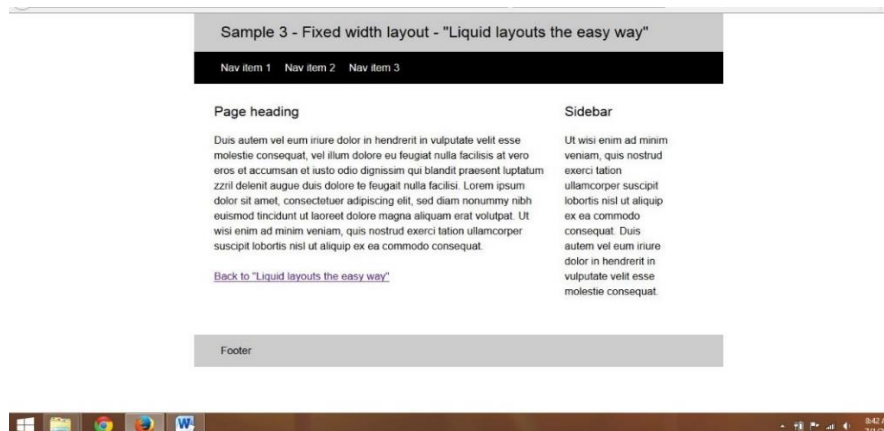 Sample 3 - Fixed width layout - "Liquid layouts the easy way"
Nav item 1 Nav item 2 Nav item 3
Page heading
Duis autem vel eum iriure dolor in hendrerit in vulputate velit esse
molestie consequat, vel illum dolore eu feugiat nulla facilisis at vero
eros et accumsan et iusto odio dignissim qui blandit praesent luptatum
zzril delenit augue duis dolore te feugait nulla facilisi. Lorem ipsum
dolor sit amet, consectetuer adipiscing elit, sed diam nonummy nibh
euismod tincidunt ut laoreet dolore magna aliquam erat volutpat. Ut
wisi enim ad minim veniam, quis nostrud exerci tation ullamcorper
suscipit lobortis nisl ut aliquip ex ea commodo consequat.
Back to "Liquid layouts the easy way"
Sidebar
Ut wisi enim ad minim
veniam, quis nostrud
exerci tation
ullamcorper suscipit
lobortis nisl ut aliquip
ex ea commodo
consequat. Duis
autem vel eum iriure
dolor in hendrerit in
vulputate velit esse
molestie consequat.
Footer
8:42